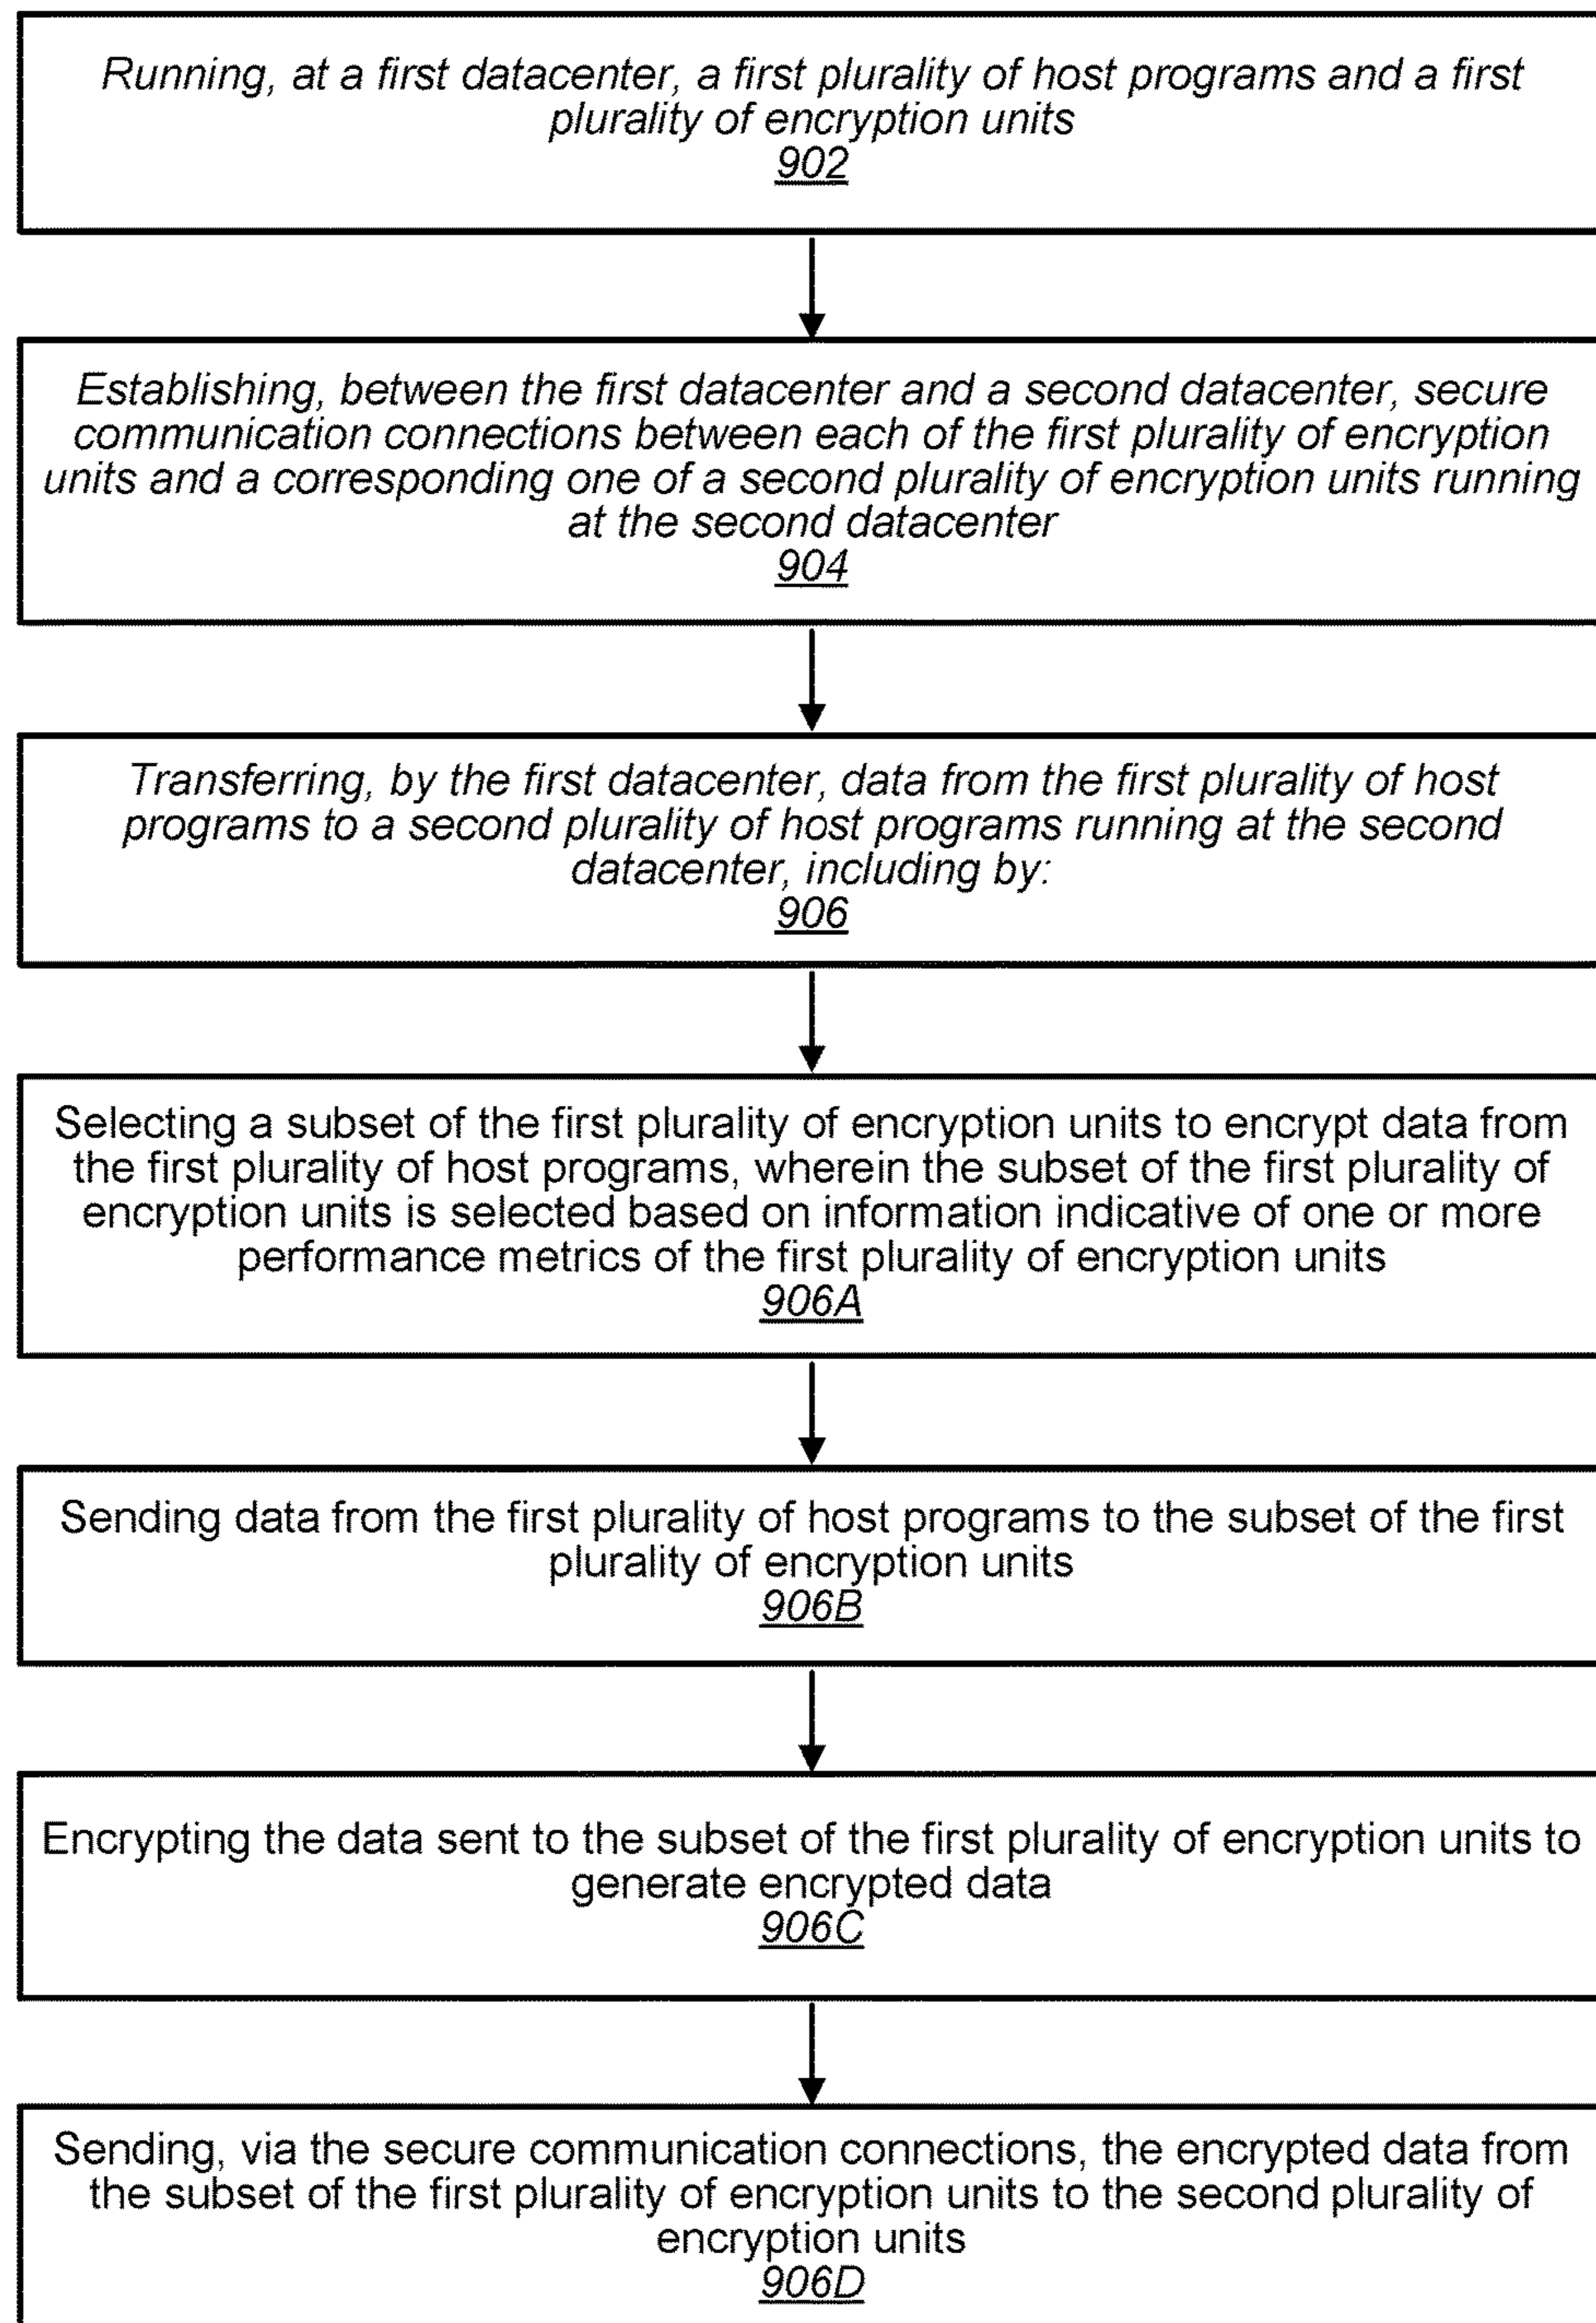 Running, at a first datacenter, a first plurality of host programs and a first
plurality of encryption units
902
Establishing, between the first datacenter and a second datacenter, secure
communication connections between each of the first plurality of encryption
units and a corresponding one of a second plurality of encryption units running
at the second datacenter
904
Transferring, by the first datacenter, data from the first plurality of host
programs to a second plurality of host programs running at the second
datacenter, including by:
906
Selecting a subset of the first plurality of encryption units to encrypt data from
the first plurality of host programs, wherein the subset of the first plurality of
encryption units is selected based on information indicative of one or more
performance metrics of the first plurality of encryption units
906A
Sending data from the first plurality of host programs to the subset of the first
plurality of encryption units
906B
Encrypting the data sent to the subset of the first plurality of encryption units to
generate encrypted data
906C
Sending, via the secure communication connections, the encrypted data from
the subset of the first plurality of encryption units to the second plurality of
encryption units
906D